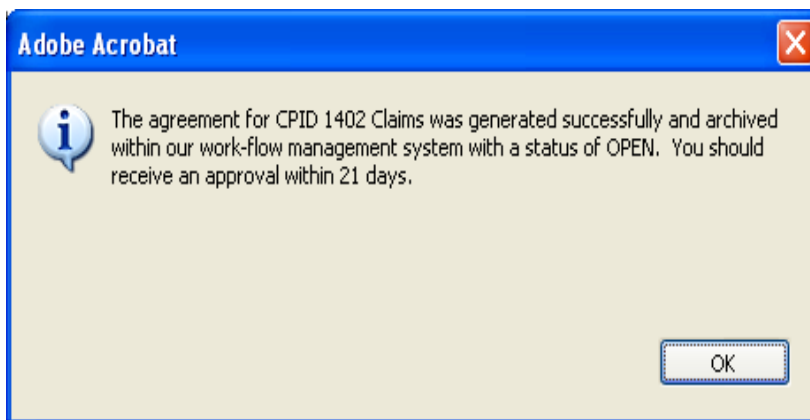 Adobe Acrobat
The agreement for CPID 1402 Claims was generated successfully and archived
within our work-flow management system with a status of OPEN.  You should
receive an approval within 21 days.
OK